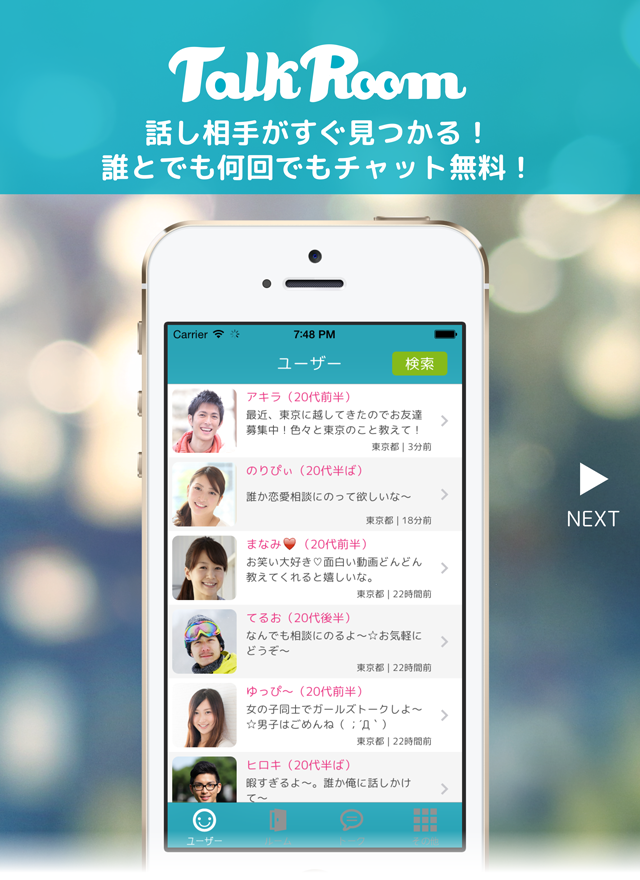 Talk Room
話し相手がすぐ見つかる！
誰とでも何回でもチャット無料！
Carrier
7:48 PM
ユーザー
検索
アキラ（20代前半）
最近、東京に越してきたのでお友達
募集中！色々と東京のこと教えて！
東京都 | 3分前
のりぴぃ（20代半ば）
誰か恋愛相談にのって欲しいな〜
東京都 | 18分前
まなみ❤️（20代前半）
お笑い大好き♡面白い動画どんどん
教えてくれると嬉しいな。
東京都 | 22時間前
てるお（20代後半）
なんでも相談にのるよ〜☆お気軽に
どうぞ〜
東京都 | 22時間前
ゆっぴ〜（20代前半）
女の子同士でガールズトークしよ〜
☆男子はごめんね（ ；´Д｀）
東京都 | 22時間前
ヒロキ（20代半ば）
暇すぎるよ〜。誰か俺に話しかけ
て〜
ユーザー
NEXT